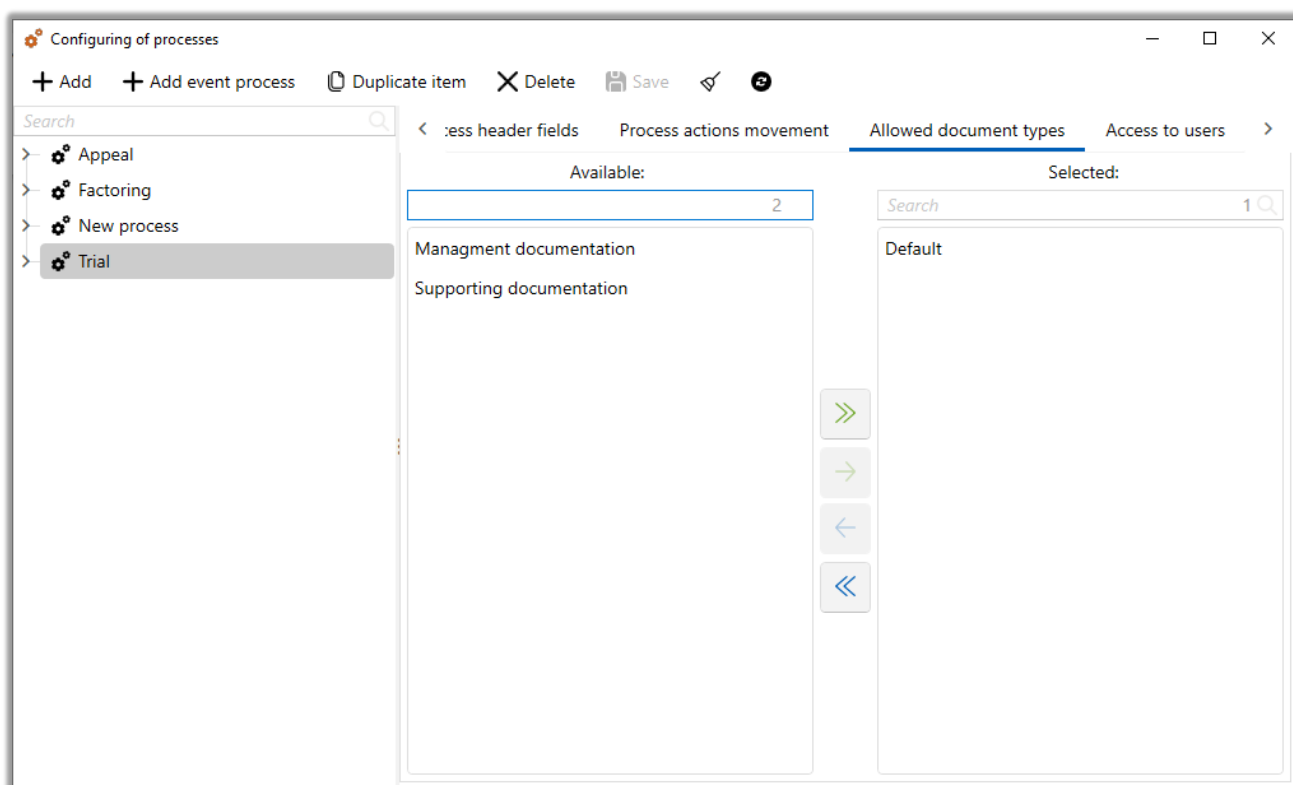 Configuring of processes
Add Add event process Duplicate item Delete Save
Search
cess header fields Process actions movement Allowed document types Access to users
Appeal
Factoring
New process
Trial
Available:
2
Managment documentation
Supporting documentation
Selected:
Search 1
Default